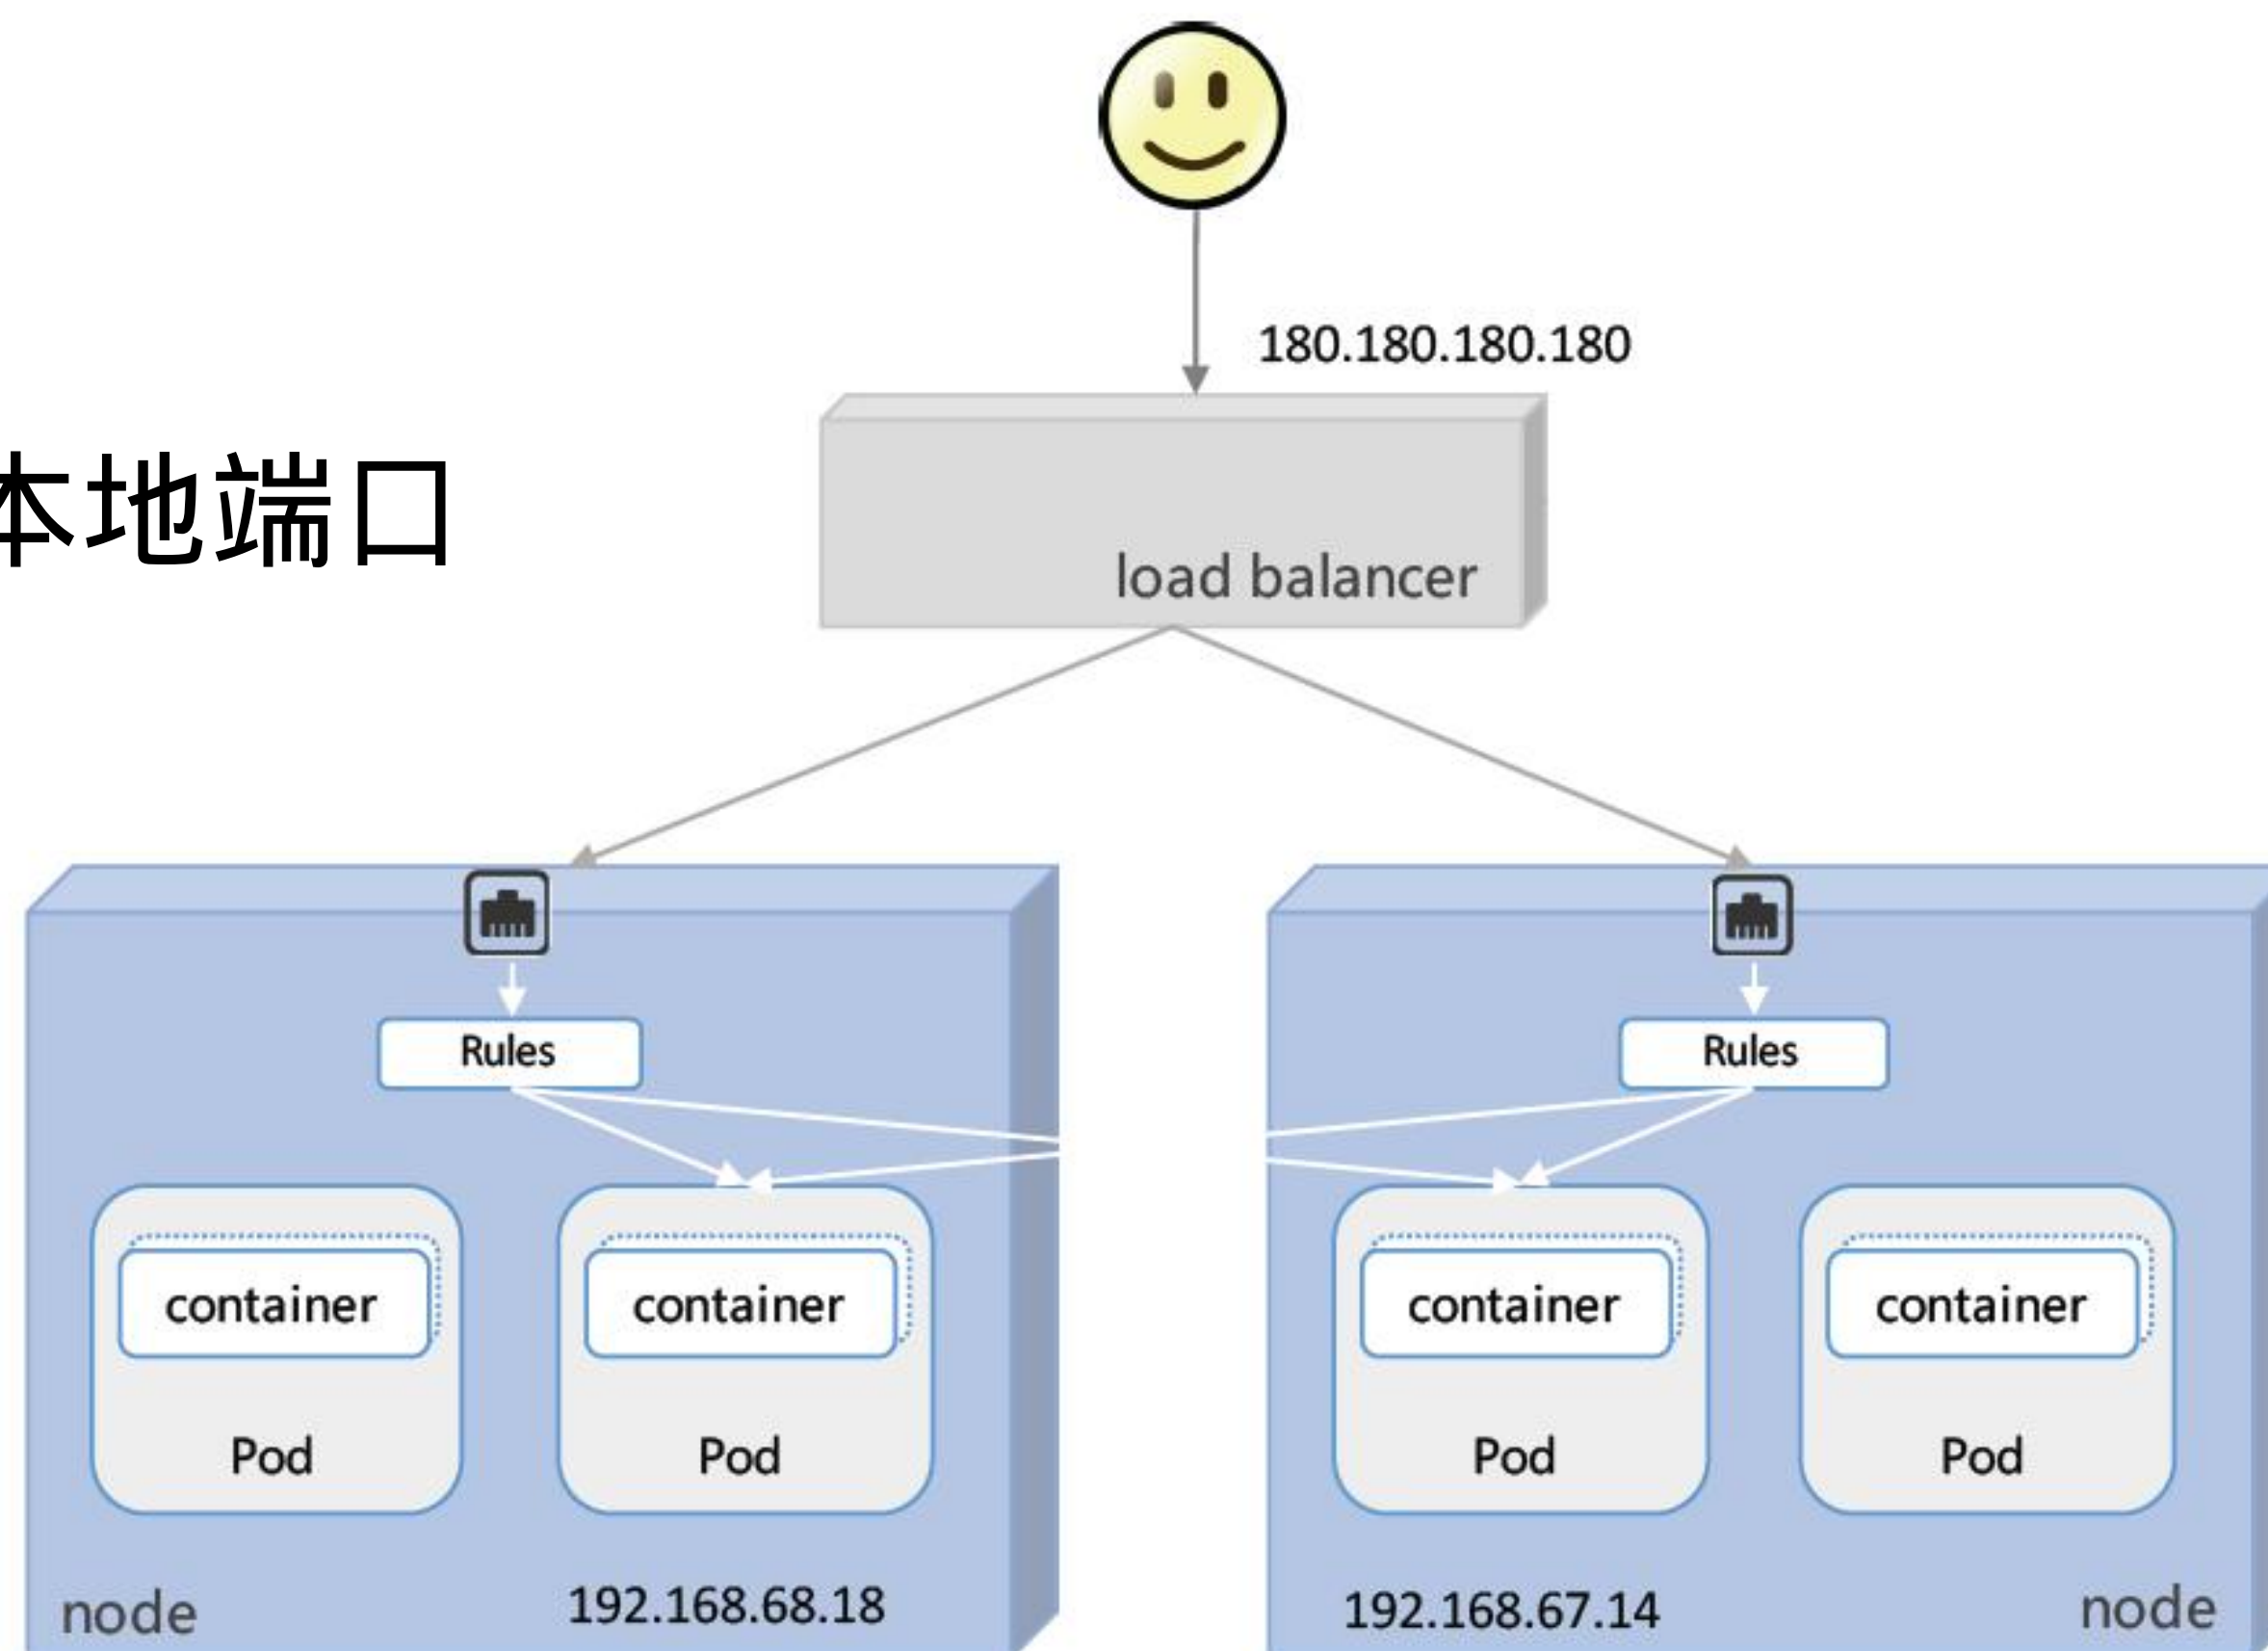 180.180.180.180
本地端口
load balancer
Rules
Rules
container
container
container
container
Pod
Pod
Pod
Pod
node
192.168.68.18
192.168.67.14
node